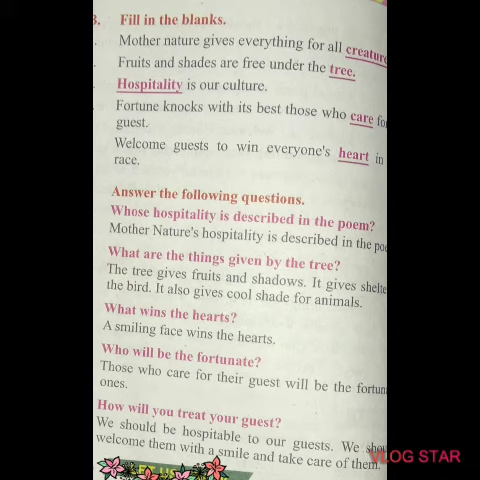 3. Fill in the blanks.
Mother nature gives everything for all creature
Fruits and shades are free under the tree.
Hospitality is our culture.
Fortune knocks with its best those who care for
guest.
Welcome guests to win everyone's heart in
race.
Answer the following questions.
Whose hospitality is described in the poem?
Mother Nature's hospitality is described in the poe
What are the things given by the tree?
The tree gives fruits and shadows. It gives shelte
the bird. It also gives cool shade for animals.
What wins the hearts?
A smiling face wins the hearts.
Who will be the fortunate?
Those who care for their guest will be the fortun
ones.
How will you treat your guest?
We should be hospitable to our guests. We shou
welcome them with a smile and take care of them.
VLOG STAR